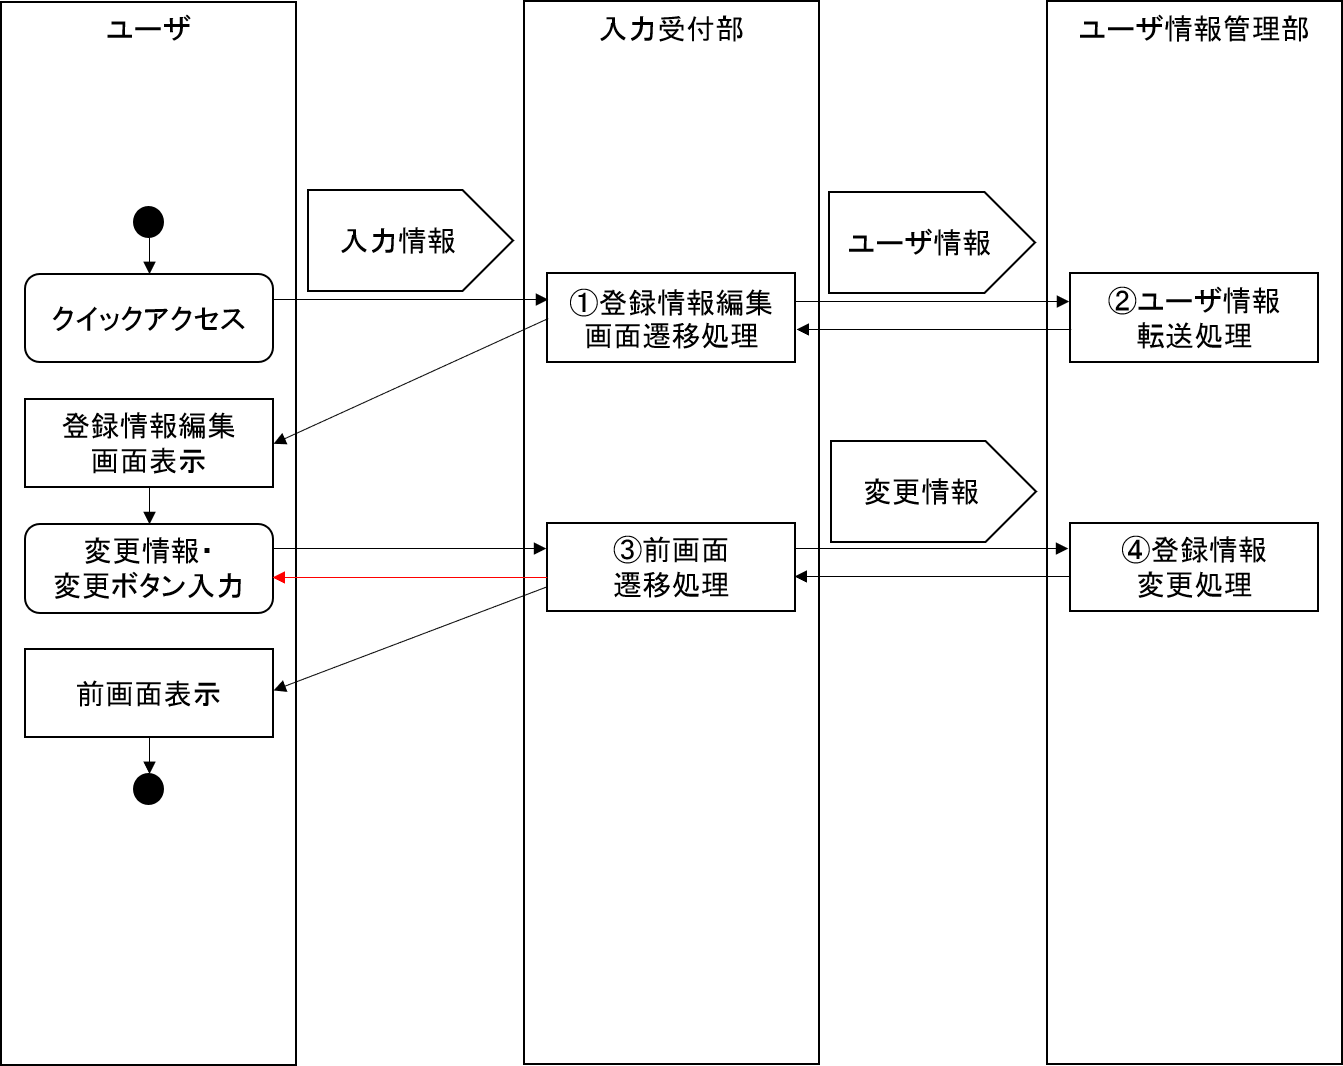 ユーザ
入力受付部
ユーザ情報管理部
入力情報
ユーザ情報
クイックアクセス
①登録情報編集
画面遷移処理
②ユーザ情報
転送処理
登録情報編集
画面表示
変更情報
変更情報・
変更ボタン入力
③前画面
遷移処理
④登録情報
変更処理
前画面表示